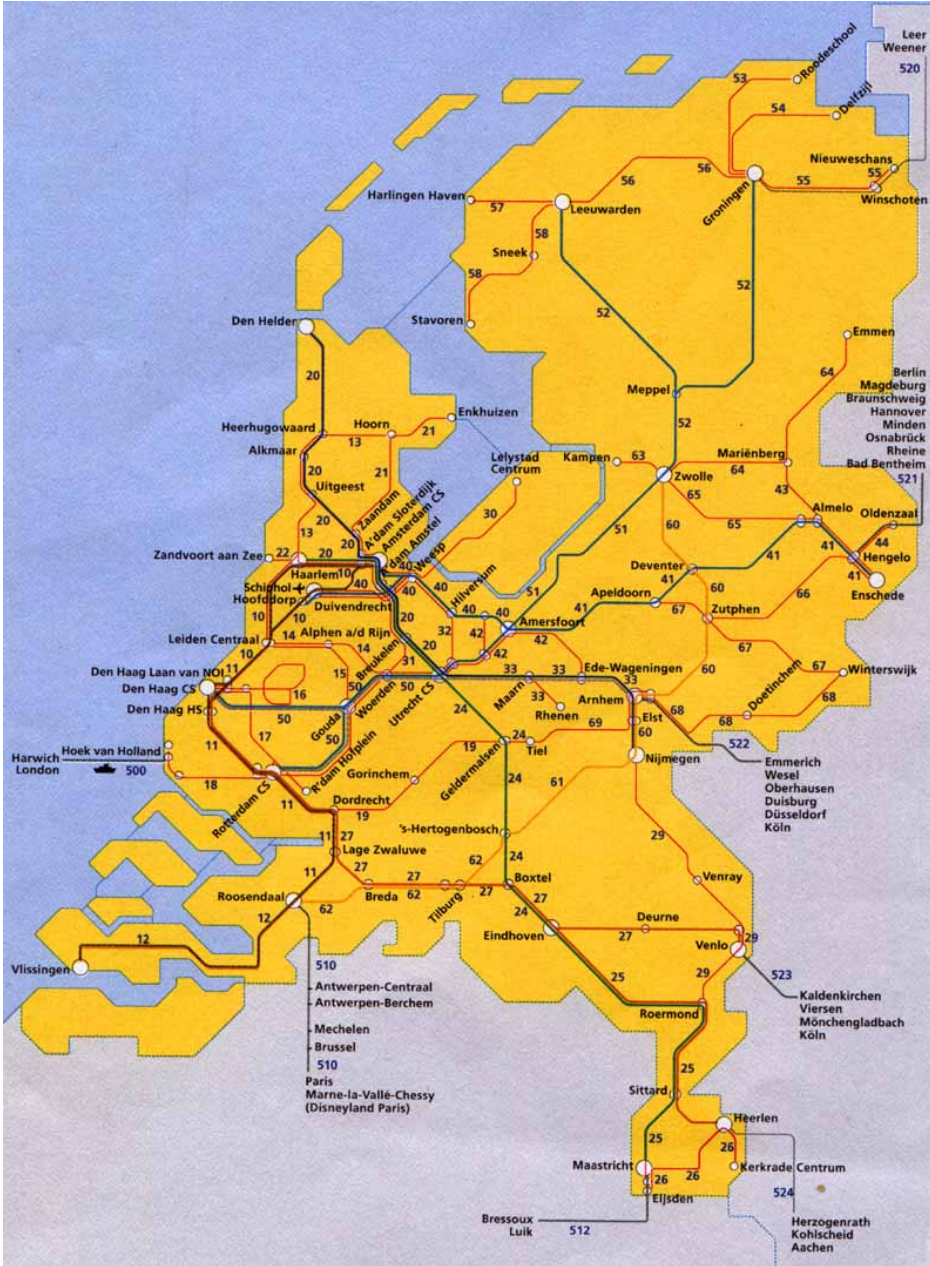 Leer
Weener
520
53
Roodeschool
54
Delfzijl
Nieuweschans
55
55
Winschoten
56
56
Groningen
Harlingen Haven
57
Leeuwarden
58
Sneek
58
Stavoren
52
52
Den Helder
Emmen
20
64
Berlin
Magdeburg
Braunschweig
Hannover
Minden
Osnabrück
Rheine
Bad Bentheim
521
Meppel
52
Enkhuizen
Hoorn
21
Heerhugowaard
13
Alkmaar
Lelystad
Centrum
Kampen
63
Mariënberg
64
Zwolle
20
21
Uitgeest
65
43
Almelo
Oldenzaal
30
51
60
65
44
Zaandam
A'dam Sloterdijk
Amsterdam CS
A'dam Amstel
Weesp
20
13
20
Zandvoort aan Zee
22
20
Haarlem
10
40
40
41
41
Hengelo
41
Enschede
Deventer
41
Schiphol
Hoofddorp
40
Duivendrecht
40
Hilversum
51
Apeldoorn
41
67
60
Zutphen
66
10
10
40
40
Amersfoort
Leiden Centraal
14
Alphen a/d Rijn
20
32
42
42
42
10
14
Breukelen
31
67
Den Haag Laan van NOI
11
15
50
50
33
33
Ede-Wageningen
60
67
Winterswijk
Den Haag CS
16
Woerden
Utrecht CS
Maarn
33
Arnhem
33
68
Doetinchem
68
50
Gouda
Rhenen
Den Haag HS
24
69
Elst
68
60
Hoek van Holland
11
17
50
19
24
Tiel
Nijmegen
522
Harwich
London
500
Geldermalsen
Emmerich
Wesel
Oberhausen
Duisburg
Düsseldorf
Köln
18
R'dam Hofplein
Gorinchem
24
61
Rotterdam CS
11
Dordrecht
19
's-Hertogenbosch
11
27
Lage Zwaluwe
29
24
62
11
27
27
Boxtel
Venray
Roosendaal
62
Breda
62
Tilburg
27
27
24
12
Deurne
12
Eindhoven
27
29
Venlo
Vlissingen
510
29
523
25
Antwerpen-Centraal
Antwerpen-Berchem
Kaldenkirchen
Viersen
Mönchengladbach
Köln
Roermond
Mechelen
Brussel
510
25
Paris
Marne-la-Vallé-Chessy
(Disneyland Paris)
Sittard
Heerlen
25
26
Maastricht
26
26
Kerkrade Centrum
Eijsden
524
Bressoux
Luik
512
Herzogenrath
Kohlscheid
Aachen